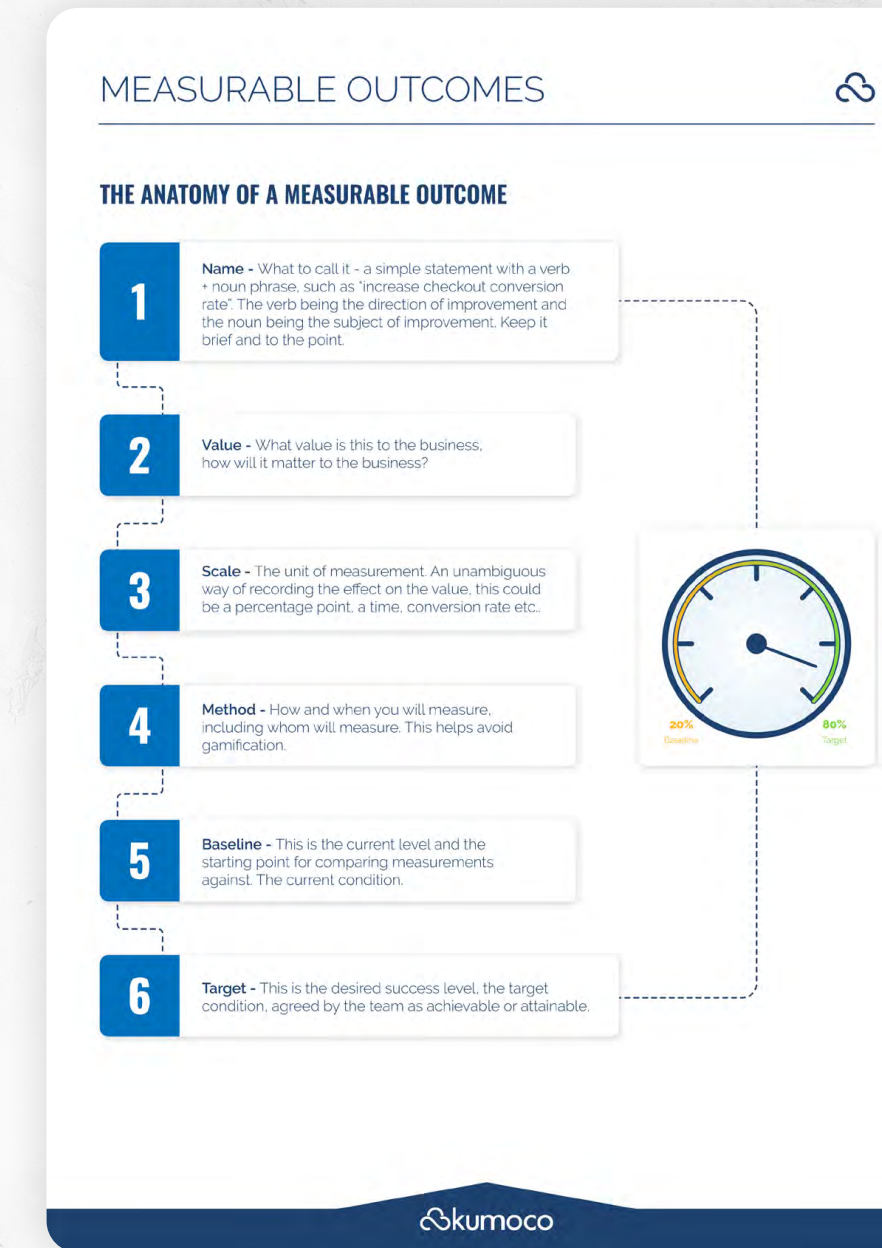 MEASURABLE OUTCOMES
THE ANATOMY OF A MEASURABLE OUTCOME
1
Name - What to call it - a simple statement with a verb
+ noun phrase, such as "increase checkout conversion
rate". The verb being the direction of improvement and
the noun being the subject of improvement. Keep it
brief and to the point.
2
Value - What value is this to the business,
how will it matter to the business?
3
Scale - The unit of measurement. An unambiguous
way of recording the effect on the value, this could
be a percentage point, a time, conversion rate etc..
4
Method - How and when you will measure,
including whom will measure. This helps avoid
gamification.
5
Baseline - This is the current level and the
starting point for comparing measurements
against. The current condition.
6
Target - This is the desired success level, the target
condition, agreed by the team as achievable or attainable.
20%
Baseline
80%
Target
kumoco